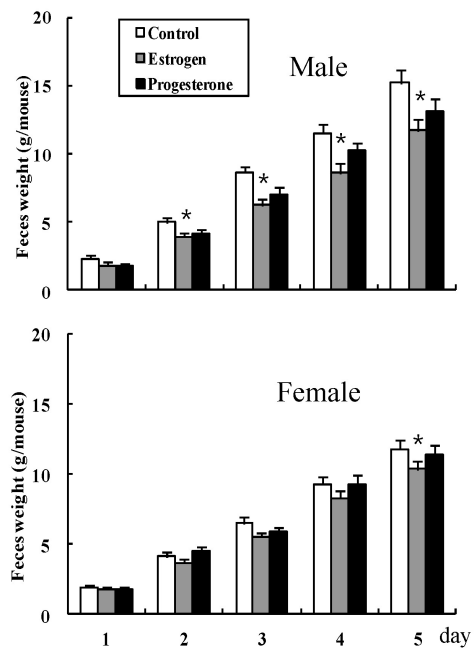 Control
Estrogen
Progesterone
Male
Feces weight (g/mouse)
20
15
10
5
0
*
*
*
*
Female
Feces weight (g/mouse)
20
15
10
5
0
*
1 2 3 4 5 day